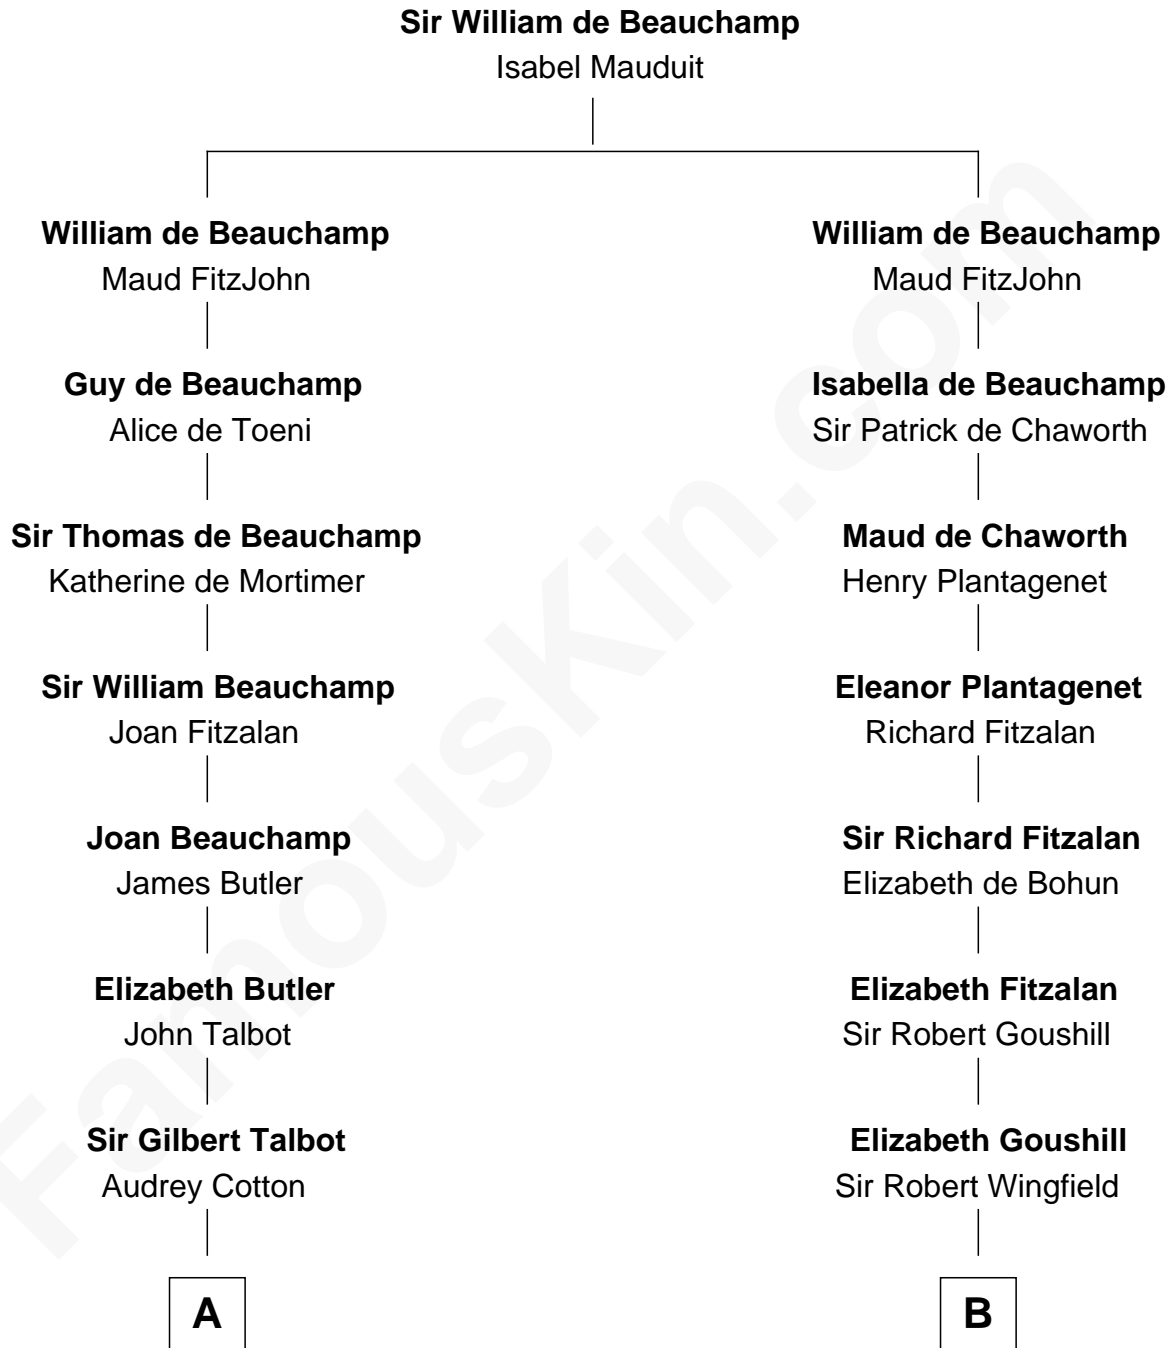 Sir William de Beauchamp
Isabel Mauduit
William de Beauchamp
Maud FitzJohn
William de Beauchamp
Maud FitzJohn
Guy de Beauchamp
Alice de Toeni
Isabella de Beauchamp
Sir Patrick de Chaworth
Sir Thomas de Beauchamp
Katherine de Mortimer
Maud de Chaworth
Henry Plantagenet
Sir William Beauchamp
Joan Fitzalan
Eleanor Plantagenet
Richard Fitzalan
Joan Beauchamp
James Butler
Sir Richard Fitzalan
Elizabeth de Bohun
Elizabeth Butler
John Talbot
Elizabeth Fitzalan
Sir Robert Goushill
Sir Gilbert Talbot
Audrey Cotton
Elizabeth Goushill
Sir Robert Wingfield
A
B
FamousKin.com